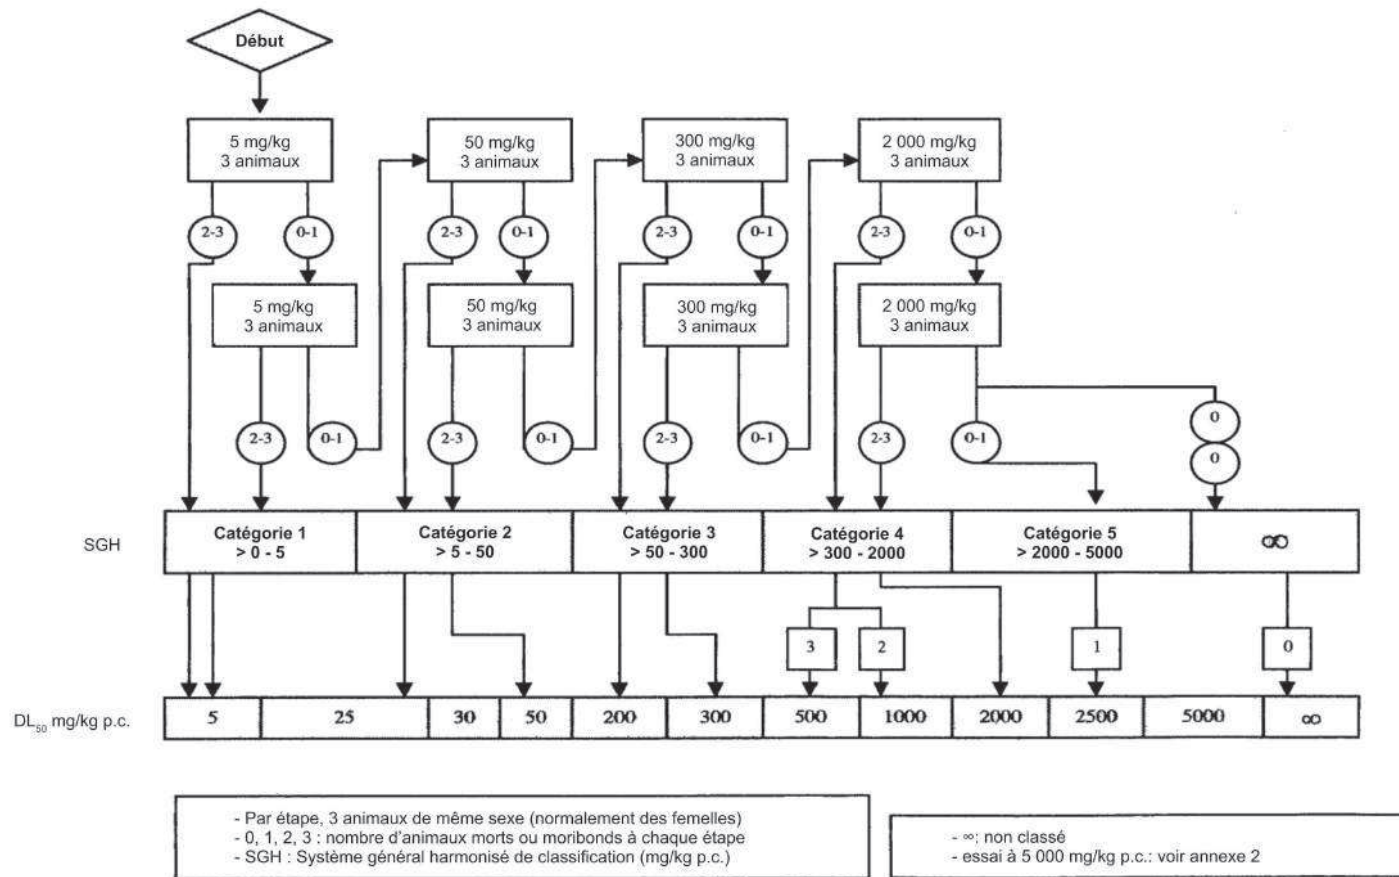 Début
5 mg/kg
3 animaux
50 mg/kg
3 animaux
300 mg/kg
3 animaux
2 000 mg/kg
3 animaux
2-3
0-1
2-3
0-1
2-3
0-1
2-3
0-1
5 mg/kg
3 animaux
50 mg/kg
3 animaux
300 mg/kg
3 animaux
2 000 mg/kg
3 animaux
2-3
0-1
2-3
0-1
2-3
0-1
2-3
0-1
0
0
SGH
Catégorie 1
> 0 - 5
Catégorie 2
> 5 - 50
Catégorie 3
> 50 - 300
Catégorie 4
> 300 - 2000
Catégorie 5
> 2000 - 5000
∞
3
2
1
0
DL50 mg/kg p.c.
5
25
30
50
200
300
500
1000
2000
2500
5000
∞
- Par étape, 3 animaux de même sexe (normalement des femelles)
- 0, 1, 2, 3 : nombre d'animaux morts ou moribonds à chaque étape
- SGH : Système général harmonisé de classification (mg/kg p.c.)
- ∞: non classé
- essai à 5 000 mg/kg p.c.: voir annexe 2